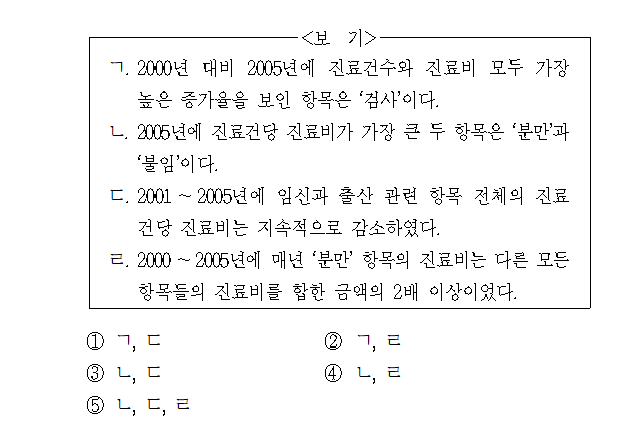 <보 기>
ㄱ. 2000년 대비 2005년에 진료건수와 진료비 모두 가장
높은 증가율을 보인 항목은 ‘검사’이다.
ㄴ. 2005년에 진료건당 진료비가 가장 큰 두 항목은 ‘분만’과
‘불임’이다.
ㄷ. 2001 ~ 2005년에 임신과 출산 관련 항목 전체의 진료
건당 진료비는 지속적으로 감소하였다.
ㄹ. 2000 ~ 2005년에 매년 ‘분만’ 항목의 진료비는 다른 모든
항목들의 진료비를 합한 금액의 2배 이상이었다.
① ㄱ, ㄷ ② ㄱ, ㄹ
③ ㄴ, ㄷ ④ ㄴ, ㄹ
⑤ ㄴ, ㄷ, ㄹ